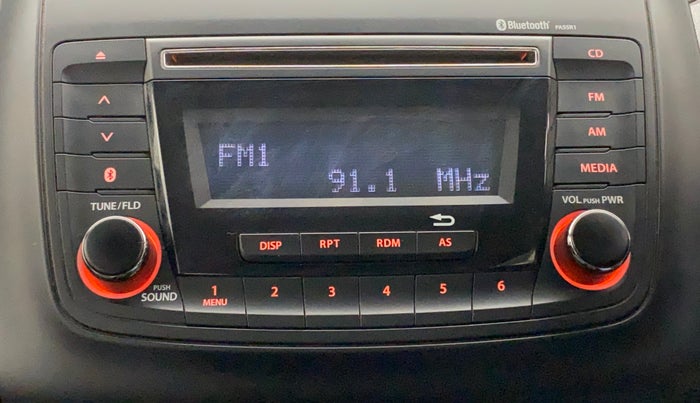 Bluetooth PA5SR1
CD
FM
AM
MEDIA
FM1
91.1 MHz
TUNE/FLD
VOL PUSH PWR
DISP RPT RDM AS
PUSH
SOUND
1 2 3 4 5 6
MENU